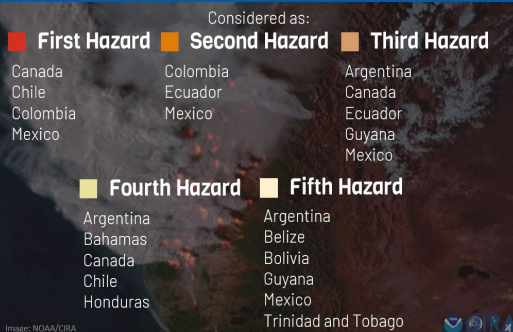 Considered as:
First Hazard
Canada
Chile
Colombia
Mexico
Second Hazard
Colombia
Ecuador
Mexico
Third Hazard
Argentina
Canada
Ecuador
Guyana
Mexico
Fourth Hazard
Argentina
Bahamas
Canada
Chile
Honduras
Fifth Hazard
Argentina
Belize
Bolivia
Guyana
Mexico
Trinidad and Tobago
Image: NOAA/CIRA
CIRA